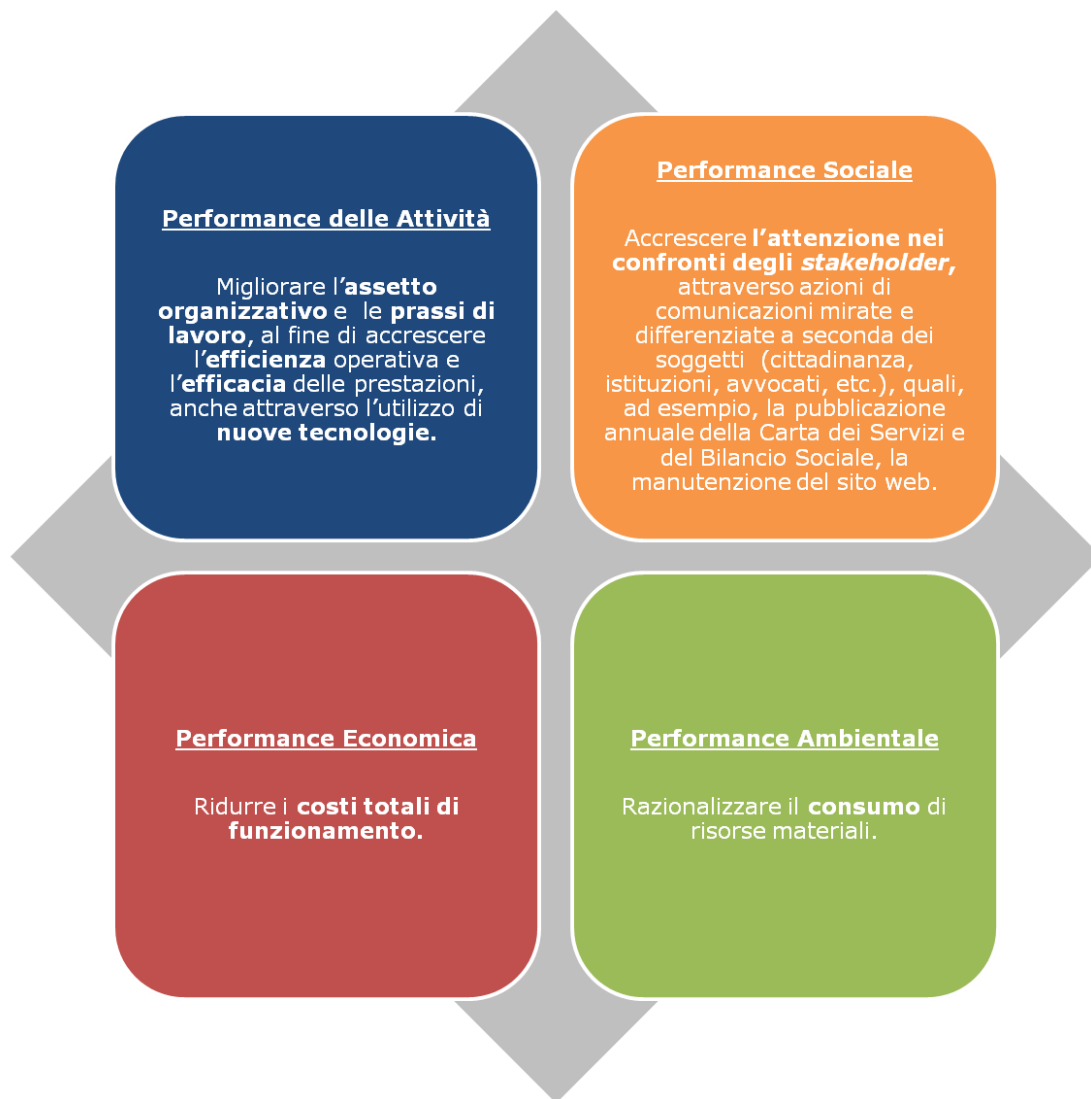 Performance delle Attività
Migliorare l’assetto
organizzativo e  le prassi di
lavoro, al fine di accrescere
l’efficienza operativa e
l’efficacia delle prestazioni,
anche attraverso l’utilizzo di
nuove tecnologie.
Performance Sociale
Accrescere l’attenzione nei
confronti degli stakeholder,
attraverso azioni di
comunicazioni mirate e
differenziate a seconda dei
soggetti  (cittadinanza,
istituzioni, avvocati, etc.), quali,
ad esempio, la pubblicazione
annuale della Carta dei Servizi e
del Bilancio Sociale, la
manutenzione del sito web.
Performance Economica
Ridurre i costi totali di
funzionamento.
Performance Ambientale
Razionalizzare il consumo di
risorse materiali.